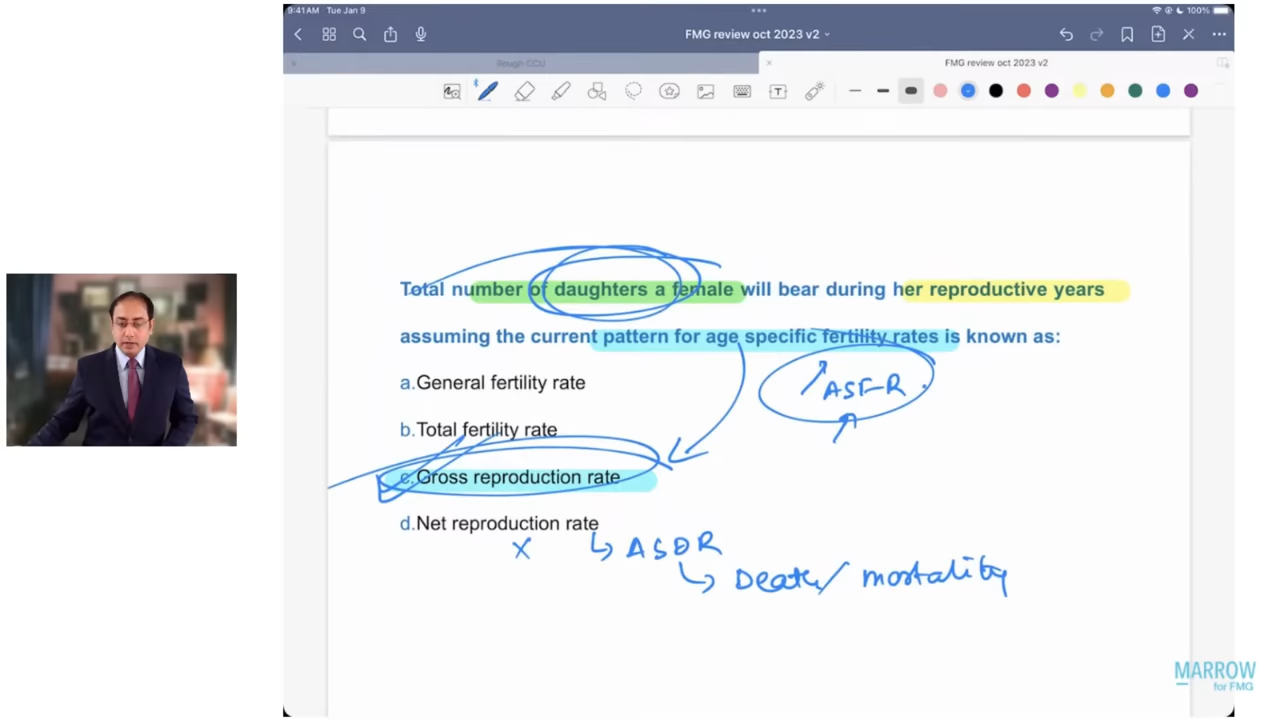 9:41AM Tue Jan 9
100%
FMG review oct 2023 v2
Rough CCU
FMG review oct 2023 v2
Total number of daughters a female will bear during her reproductive years
assuming the current pattern for age specific fertility rates is known as:
a.General fertility rate
ASFR
b.Total fertility rate
c.Gross reproduction rate
d.Net reproduction rate
X ↳ ASDR
↳ Death/ mortality
MARROW
for FMG